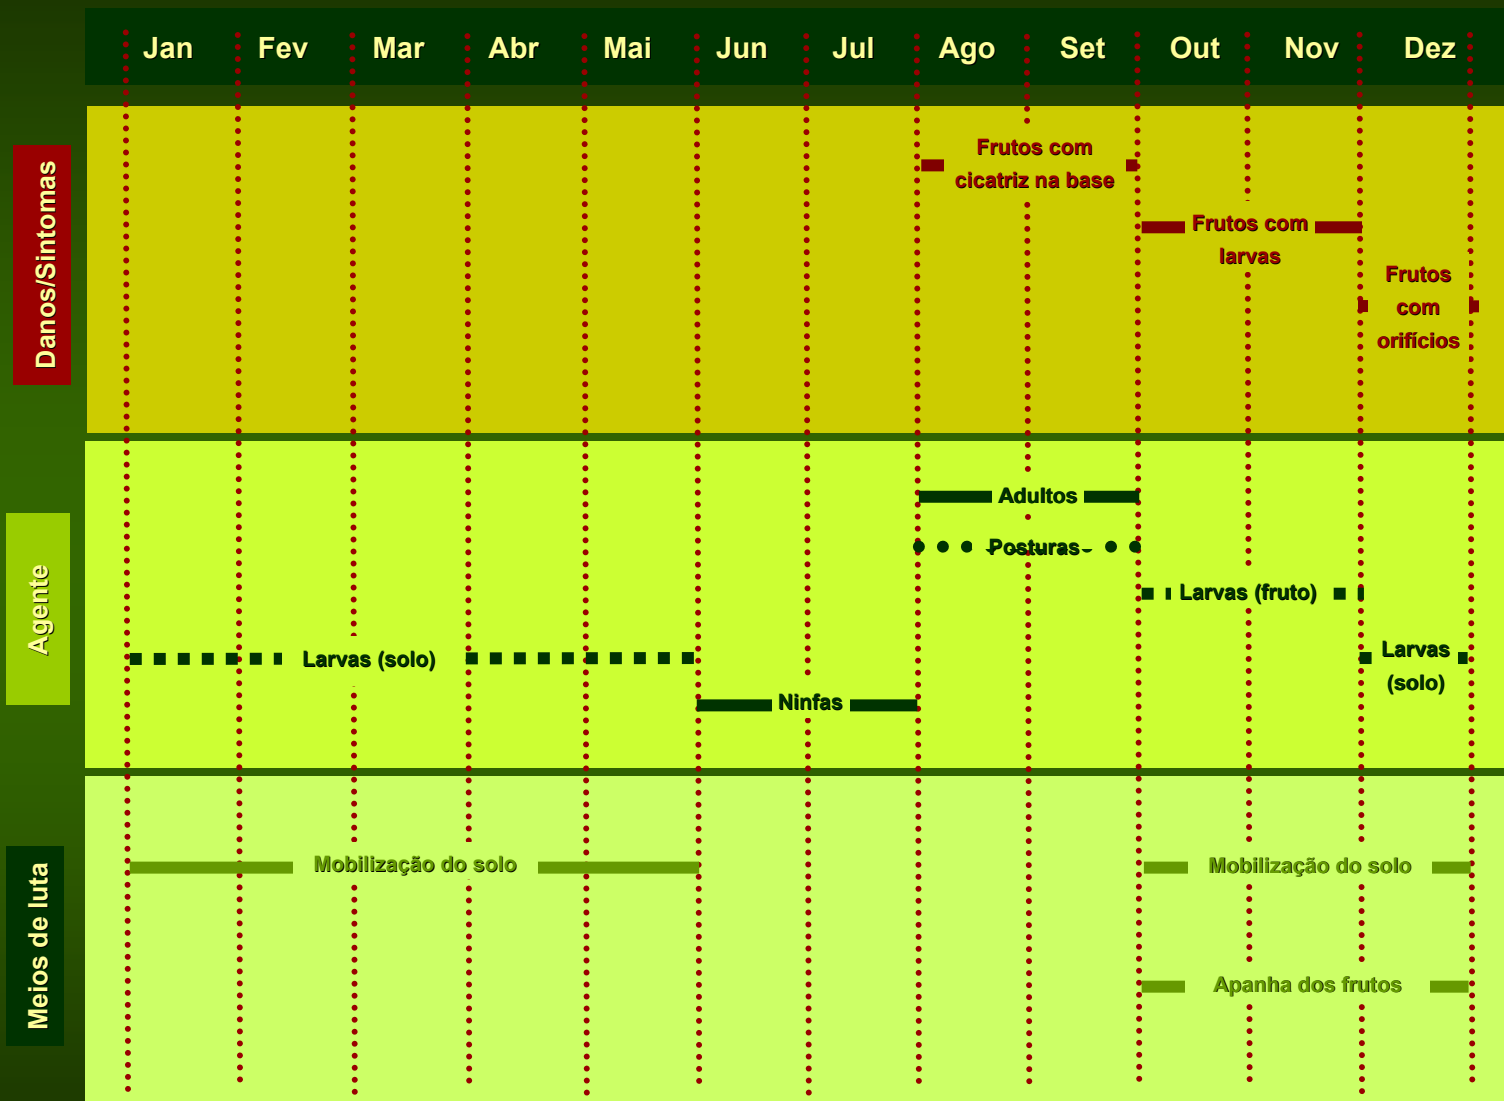 Jan Fev Mar Abr Mai Jun Jul Ago Set Out Nov Dez
Danos/Sintomas
Frutos com
cicatriz na base
Frutos com
larvas
Frutos
com
orifícios
Agente
Adultos
Posturas
Larvas (fruto)
Larvas (solo)
Larvas
(solo)
Ninfas
Meios de luta
Mobilização do solo
Mobilização do solo
Apanha dos frutos